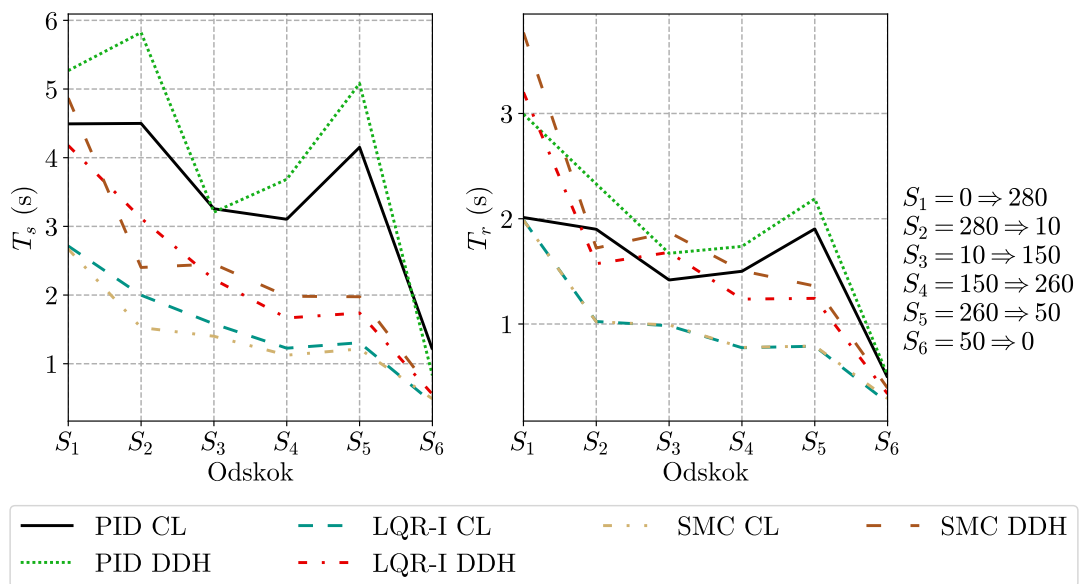 6
5
4
3
2
1
T_s (s)
S_1 S_2 S_3 S_4 S_5 S_6
Odskok
3
2
1
T_r (s)
S_1 S_2 S_3 S_4 S_5 S_6
Odskok
S_1 = 0 ⇒ 280
S_2 = 280 ⇒ 10
S_3 = 10 ⇒ 150
S_4 = 150 ⇒ 260
S_5 = 260 ⇒ 50
S_6 = 50 ⇒ 0
PID CL LQR-I CL SMC CL SMC DDH
PID DDH LQR-I DDH